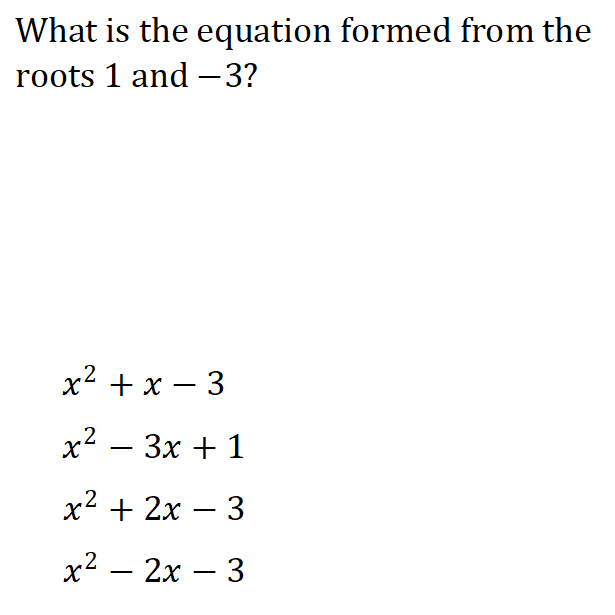 What is the equation formed from the
roots 1 and −3?
x² + x − 3
x² − 3x + 1
x² + 2x − 3
x² − 2x − 3